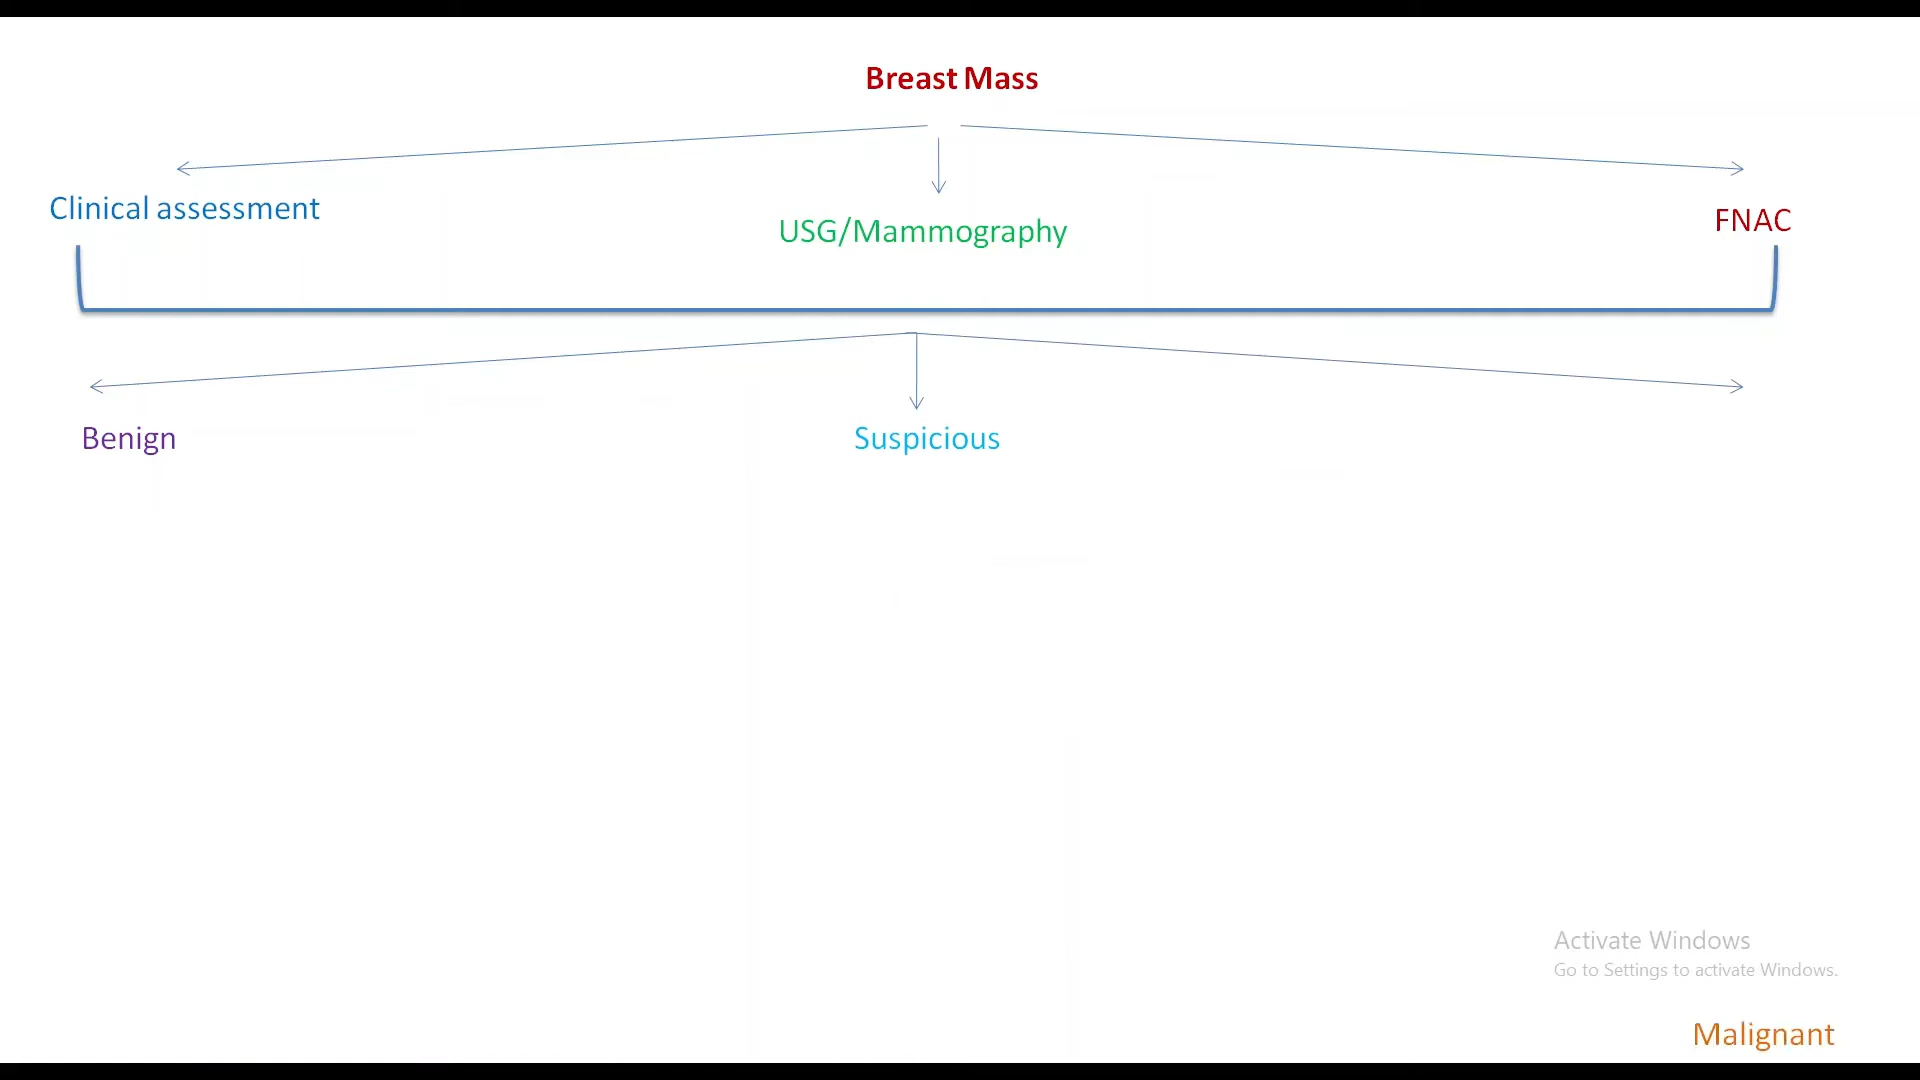 Breast Mass
Clinical assessment
USG/Mammography
FNAC
Benign
Suspicious
Activate Windows
Go to Settings to activate Windows.
Malignant